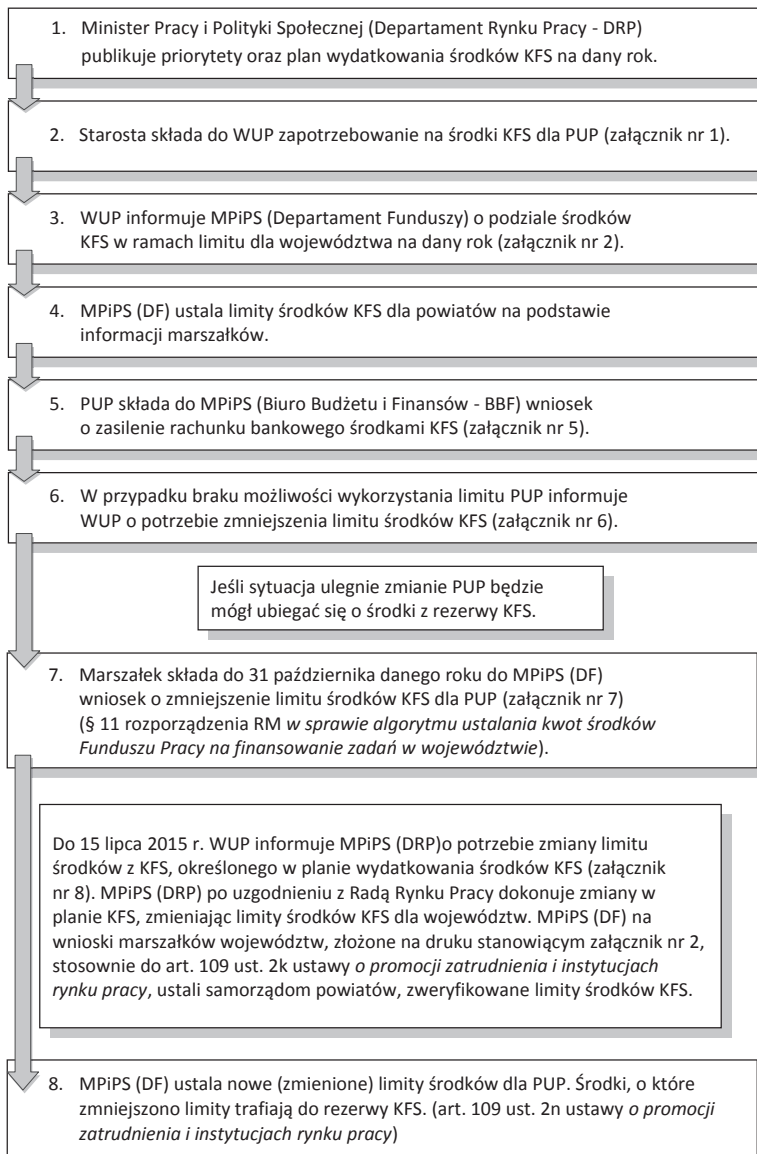 1. Minister Pracy i Polityki Społecznej (Departament Rynku Pracy - DRP)
publikuje priorytety oraz plan wydatkowania środków KFS na dany rok.
2. Starosta składa do WUP zapotrzebowanie na środki KFS dla PUP (załącznik nr 1).
3. WUP informuje MPiPS (Departament Funduszy) o podziale środków
KFS w ramach limitu dla województwa na dany rok (załącznik nr 2).
4. MPiPS (DF) ustala limity środków KFS dla powiatów na podstawie
informacji marszałków.
5. PUP składa do MPiPS (Biuro Budżetu i Finansów - BBF) wniosek
o zasilenie rachunku bankowego środkami KFS (załącznik nr 5).
6. W przypadku braku możliwości wykorzystania limitu PUP informuje
WUP o potrzebie zmniejszenia limitu środków KFS (załącznik nr 6).
Jeśli sytuacja ulegnie zmianie PUP będzie
mógł ubiegać się o środki z rezerwy KFS.
7. Marszałek składa do 31 października danego roku do MPiPS (DF)
wniosek o zmniejszenie limitu środków KFS dla PUP (załącznik nr 7)
(§ 11 rozporządzenia RM w sprawie algorytmu ustalania kwot środków
Funduszu Pracy na finansowanie zadań w województwie).
Do 15 lipca 2015 r. WUP informuje MPiPS (DRP)o potrzebie zmiany limitu
środków z KFS, określonego w planie wydatkowania środków KFS (załącznik
nr 8). MPiPS (DRP) po uzgodnieniu z Radą Rynku Pracy dokonuje zmiany w
planie KFS, zmieniając limity środków KFS dla województw. MPiPS (DF) na
wnioski marszałków województw, złożone na druku stanowiącym załącznik nr 2,
stosownie do art. 109 ust. 2k ustawy o promocji zatrudnienia i instytucjach
rynku pracy, ustali samorządom powiatów, zweryfikowane limity środków KFS.
8. MPiPS (DF) ustala nowe (zmienione) limity środków dla PUP. Środki, o które
zmniejszono limity trafiają do rezerwy KFS. (art. 109 ust. 2n ustawy o promocji
zatrudnienia i instytucjach rynku pracy)